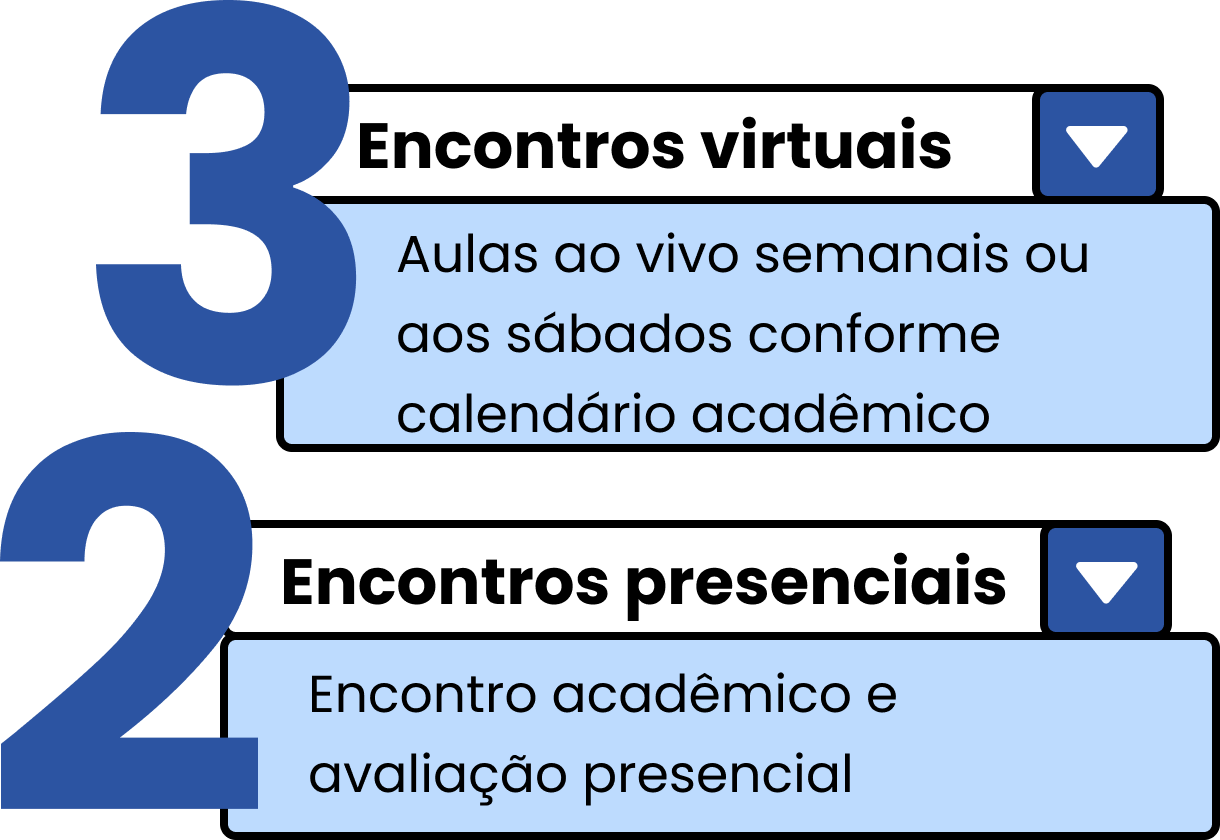 3
Encontros virtuais
Aulas ao vivo semanais ou
aos sábados conforme
calendário acadêmico
2
Encontros presenciais
Encontro acadêmico e
avaliação presencial